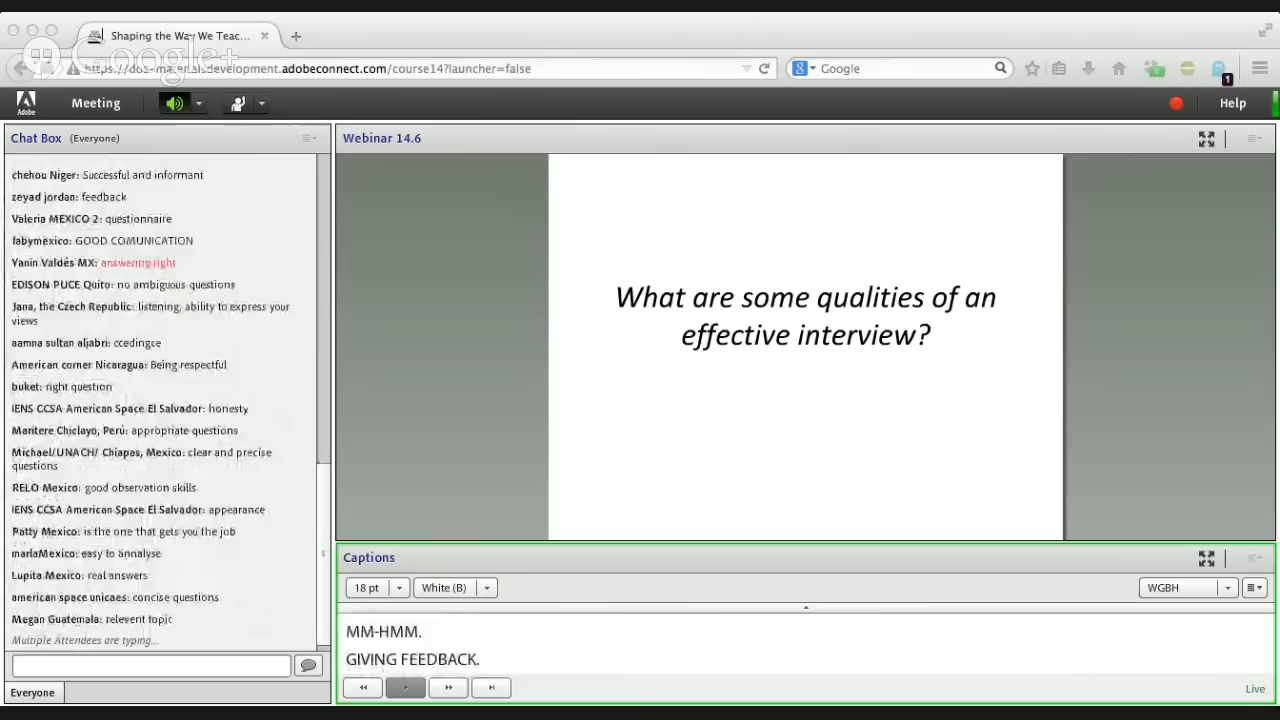 Shaping the Way We Teac...
Google+
adobeconnect.com/course14?launcher=false
Google
1
Adobe
Meeting
Help
Chat Box (Everyone)
chehou Niger: Successful and informant
zeyad jordan: feedback
Valeria MEXICO 2: questionnaire
fabymexico: GOOD COMUNICATION
Yanin Valdés MX: answering right
EDISON PUCE Quito: no ambiguous questions
Jana, the Czech Republic: listening, ability to express your
views
aamna sultan aljabri: ccedingce
American corner Nicaragua: Being respectful
buket: right question
IENS CCSA American Space El Salvador: honesty
Maritere Chiclayo, Perú: appropriate questions
Michael/UNACH/ Chiapas, Mexico: clear and precise
questions
RELO Mexico: good observation skills
IENS CCSA American Space El Salvador: appearance
Patty Mexico: is the one that gets you the job
marlaMexico: easy to annalyse
Lupita Mexico: real answers
american space unicaes: concise questions
Megan Guatemala: relevent topic
Multiple Attendees are typing...
Everyone
Webinar 14.6
What are some qualities of an
effective interview?
Captions
18 pt
White (B)
WGBH
MM-HMM.
GIVING FEEDBACK.
Live